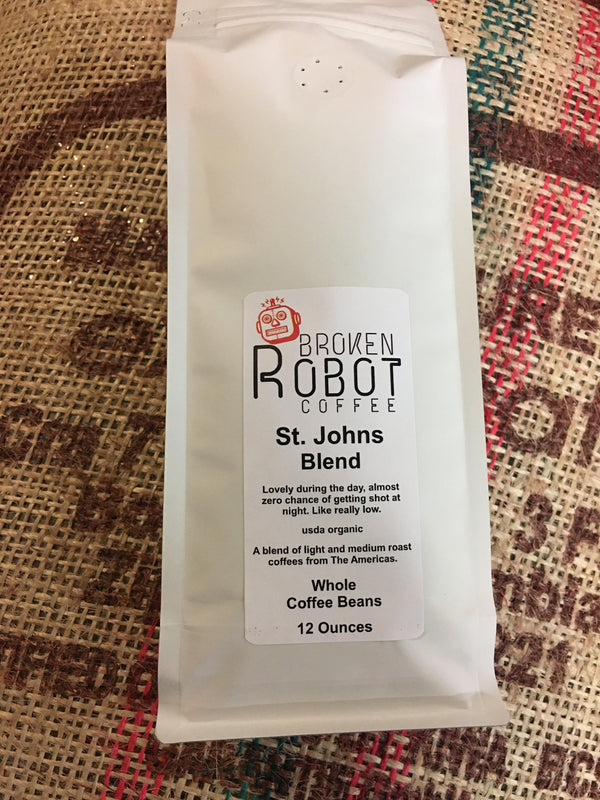 BROKEN
ROBOT
COFFEE
St. Johns
Blend
Lovely during the day, almost
zero chance of getting shot at
night. Like really low.
usda organic
A blend of light and medium roast
coffees from The Americas.
Whole
Coffee Beans
12 Ounces